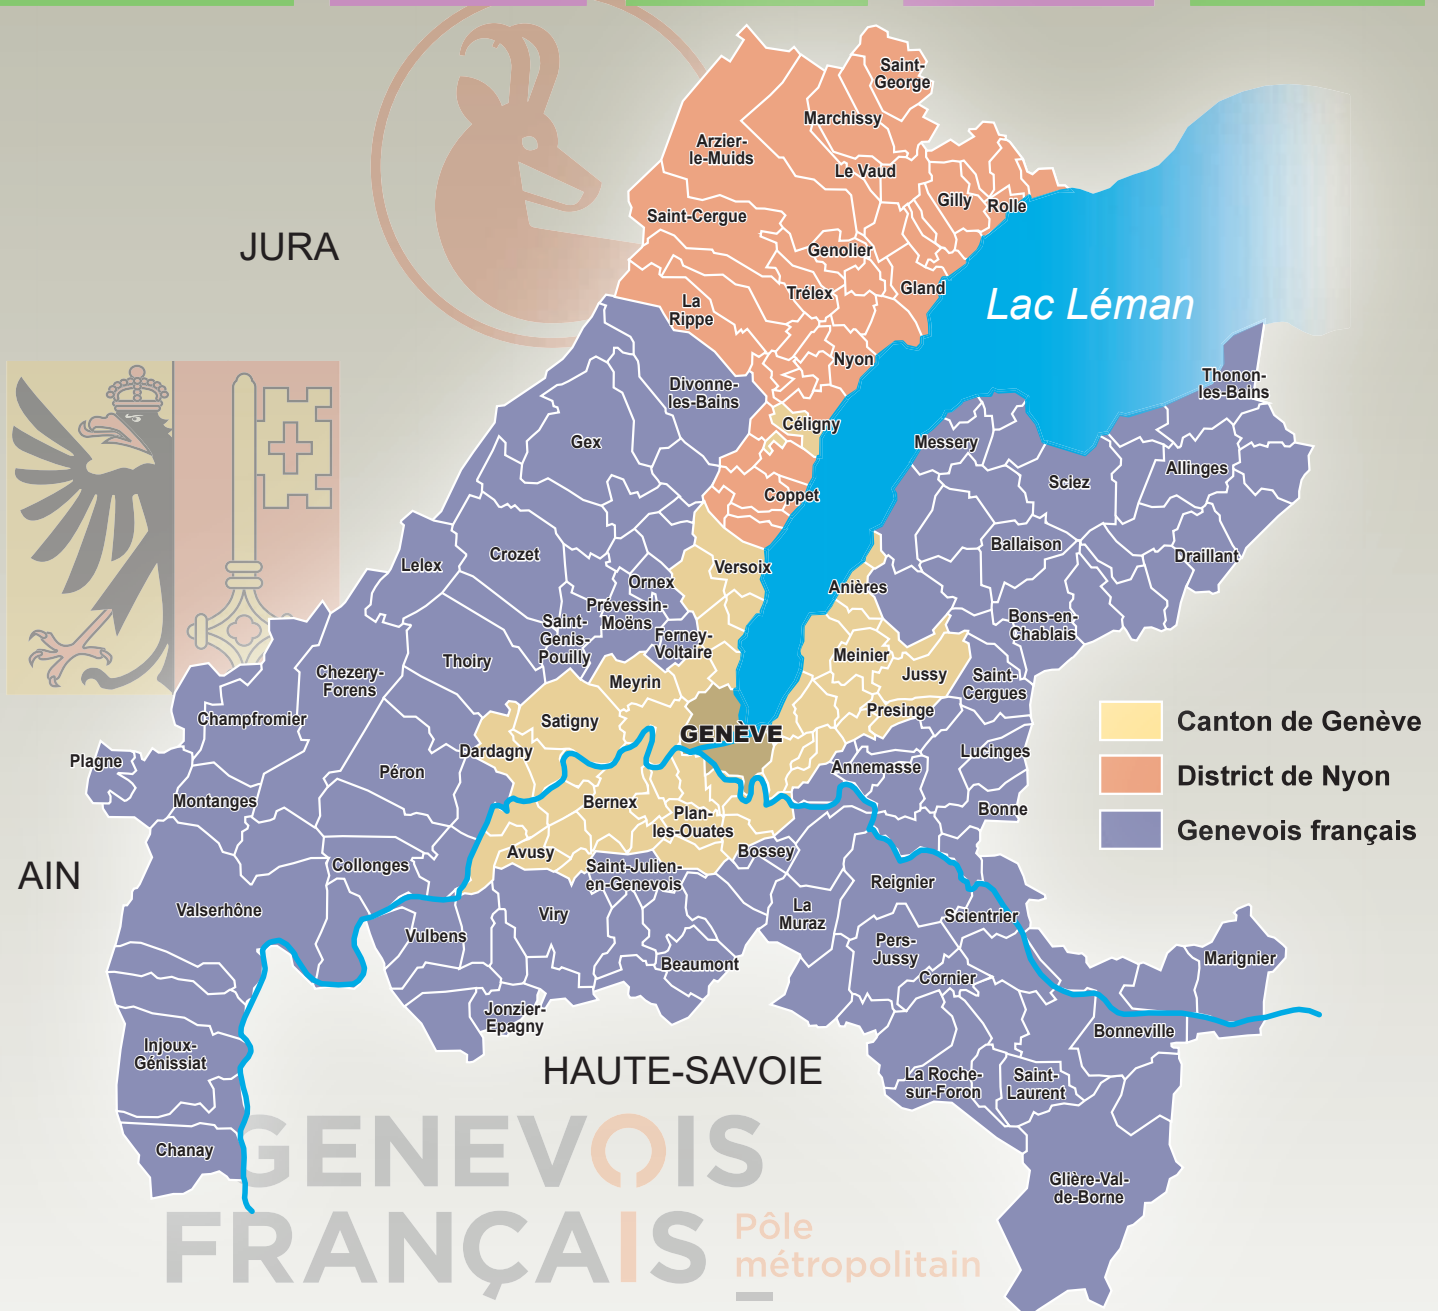 Saint-
George
Marchissy
Arzier-
le-Muids
Le Vaud
Gilly
Rolle
Saint-Cergue
JURA
Genolier
Gland
Trélex
Lac Léman
La
Rippe
Nyon
Divonne-
les-Bains
Thonon-
les-Bains
Céligny
Gex
Messery
Allinges
Sciez
Coppet
Ballaison
Crozet
Draillant
Lelex
Versoix
Ornex
Anières
Prévessin-
Moëns
Bons-en-
Chablais
Saint-
Genis-
Pouilly
Ferney-
Voltaire
Meinier
Thoiry
Jussy
Chezery-
Forens
Meyrin
Saint-
Cergues
Presinge
Champfromier
Satigny
Canton de Genève
GENÈVE
Dardagny
Lucinges
Plagne
Annemasse
Péron
District de Nyon
Montanges
Bernex
Bonne
Plan-
les-Ouates
Genevois français
Avusy
Bossey
Collonges
Saint-Julien-
en-Genevois
AIN
Reignier
Valserhône
Viry
La
Muraz
Scientrier
Vulbens
Pers-
Jussy
Marignier
Beaumont
Cornier
Jonzier-
Epagny
Bonneville
Injoux-
Génissiat
HAUTE-SAVOIE
La Roche-
sur-Foron
Saint-
Laurent
Chanay
GENEVOIS
Glière-Val-
de-Borne
FRANÇAIS
Pôle
métropolitain